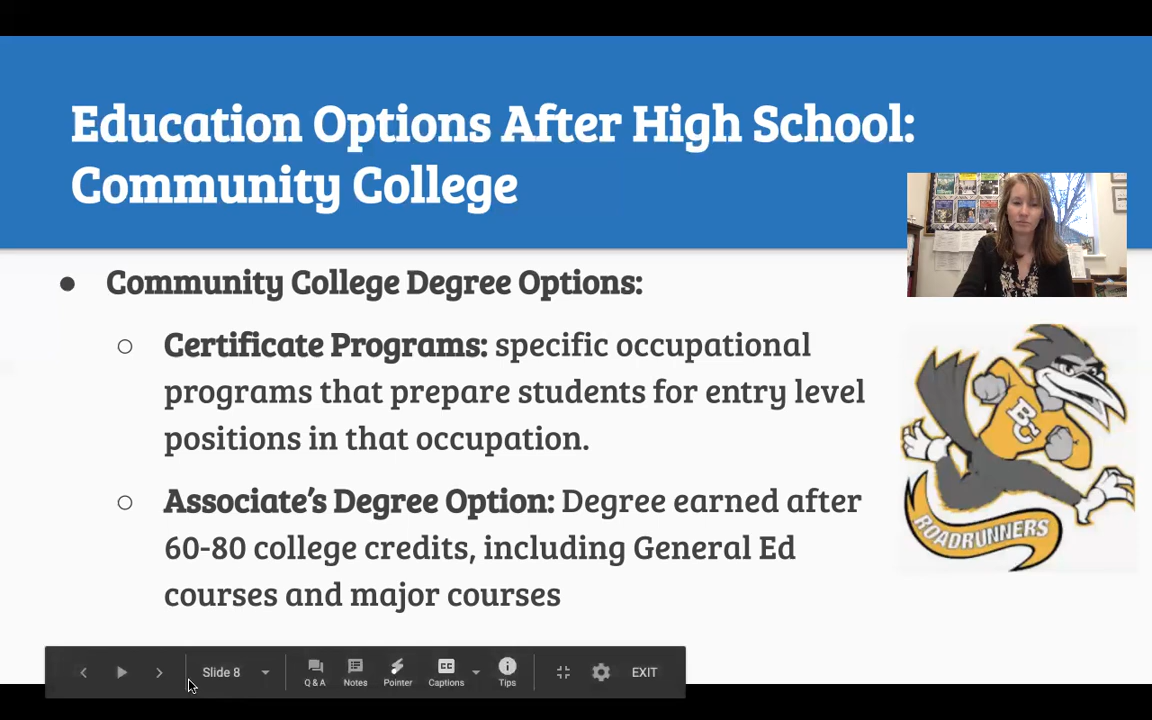 Education Options After High School:
Community College
● Community College Degree Options:
○ Certificate Programs: specific occupational
programs that prepare students for entry level
positions in that occupation.
○ Associate’s Degree Option: Degree earned after
60-80 college credits, including General Ed
courses and major courses
BC
ROADRUNNERS
Slide 8
Q & A
Notes
Pointer
Captions
Tips
EXIT